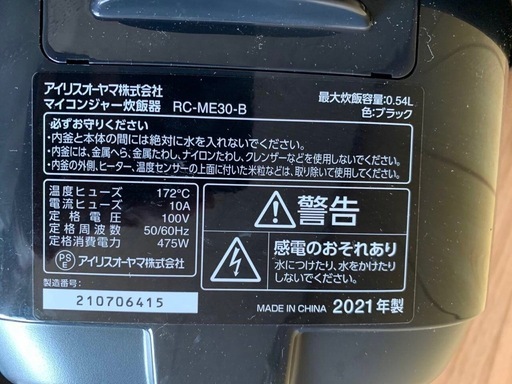 アイリスオーヤマ株式会社
マイコンジャー炊飯器 RC-ME30-B
最大炊飯容量:0.54L
色:ブラック
必ずお守りください
・内釜と本体の間には絶対に水を入れないでください。
・内釜には、金属へら、金属たわし、ナイロンたわし、クレンザーなどを使用しないでください。
・内釜の外側、ヒーター、温度センサーの上面に付いた米粒などは、取り除いて使用してください。
温度ヒューズ 172℃
電流ヒューズ 10A
定格電圧 100V
定格周波数 50/60Hz
定格消費電力 475W
PSE アイリスオーヤマ株式会社
製造番号:
210706415
警告
感電のおそれあり
水につけたり、水をかけたり
しないでください。
MADE IN CHINA 2021年製